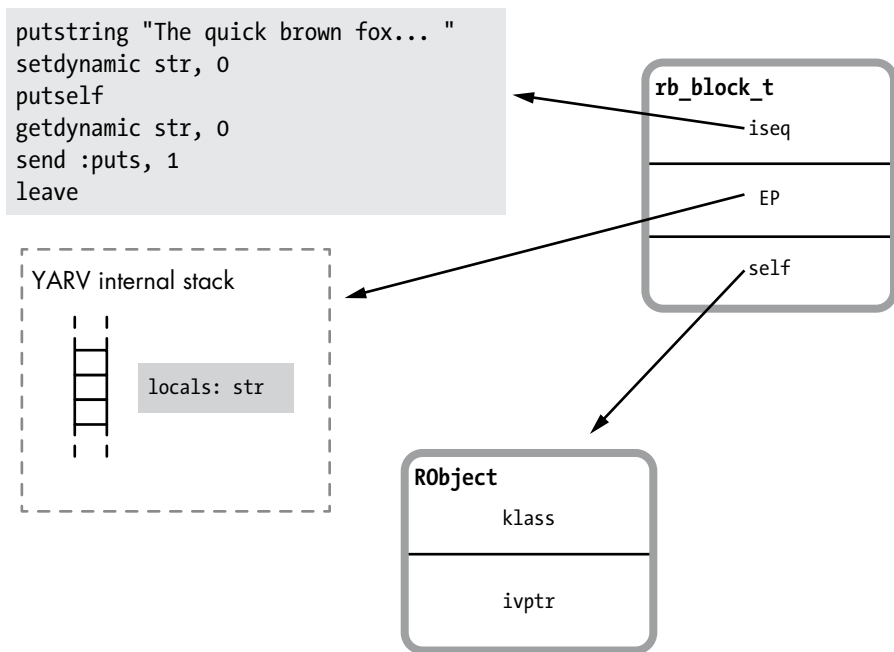 putstring "The quick brown fox... "
setdynamic str, 0
putself
getdynamic str, 0
send :puts, 1
leave
rb_block_t
iseq
EP
self
YARV internal stack
locals: str
RObject
klass
ivptr